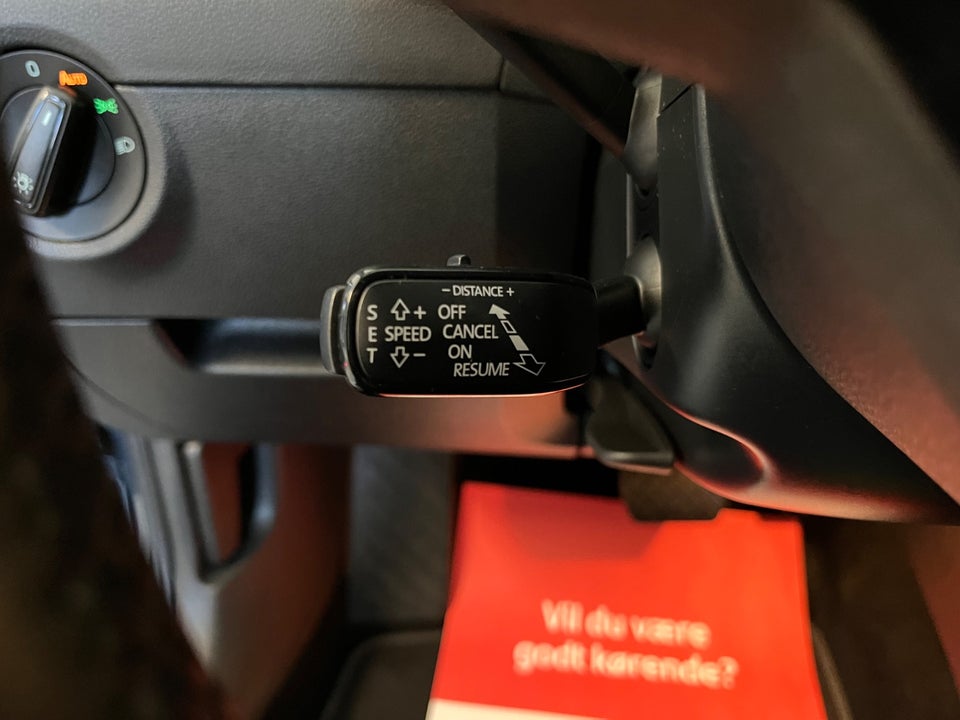 0
AUTO
− DISTANCE +
S + OFF
E SPEED CANCEL
T − ON
RESUME
Vil du være
godt kørende?